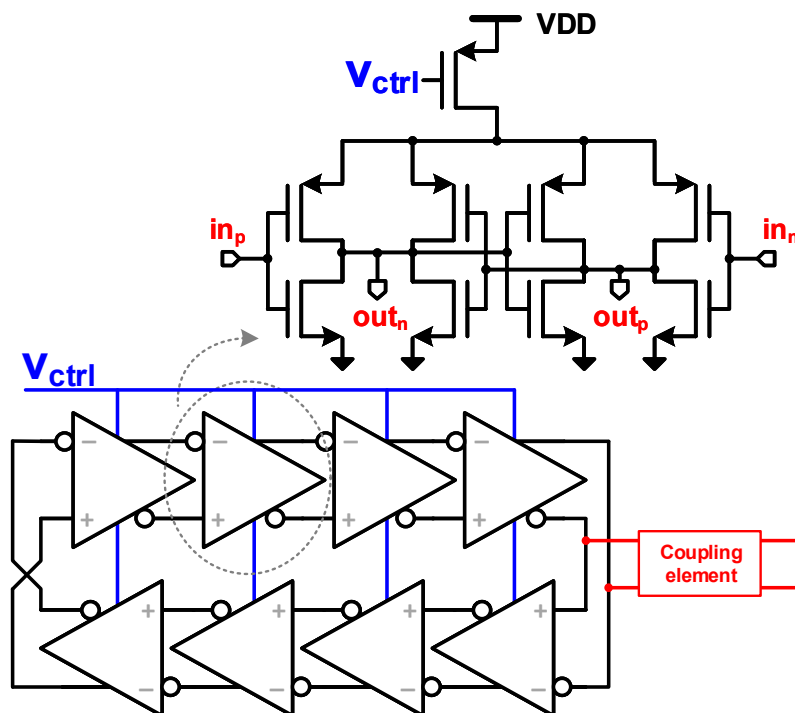 VDD
Vctrl
inp
inn
outn
outp
Vctrl
− − − −
+ + + +
Coupling
element
+ + + +
− − − −